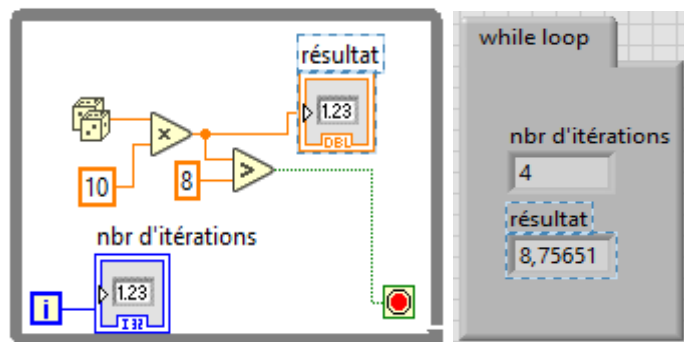 résultat
1.23
DBL
10
8
nbr d'itérations
1.23
I32
i
while loop
nbr d'itérations
4
résultat
8,75651